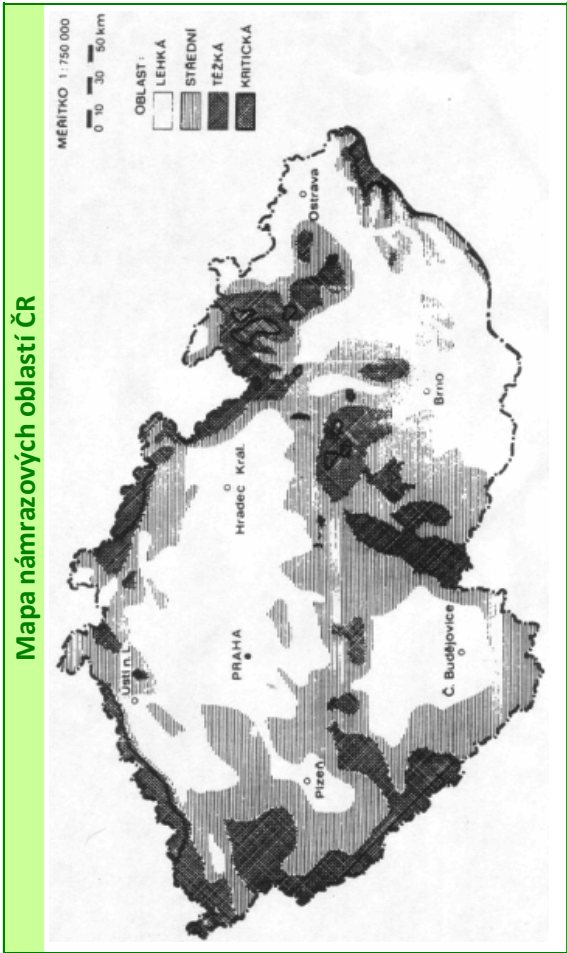 Mapa námrazových oblastí ČR
MĚŘÍTKO 1:750 000
0 10 30 50 km
OBLAST:
LEHKÁ
STŘEDNÍ
TĚŽKÁ
KRITICKÁ
Ostrava
Brno
Hradec Král.
Ústí n. L.
PRAHA
Č. Budějovice
Plzeň